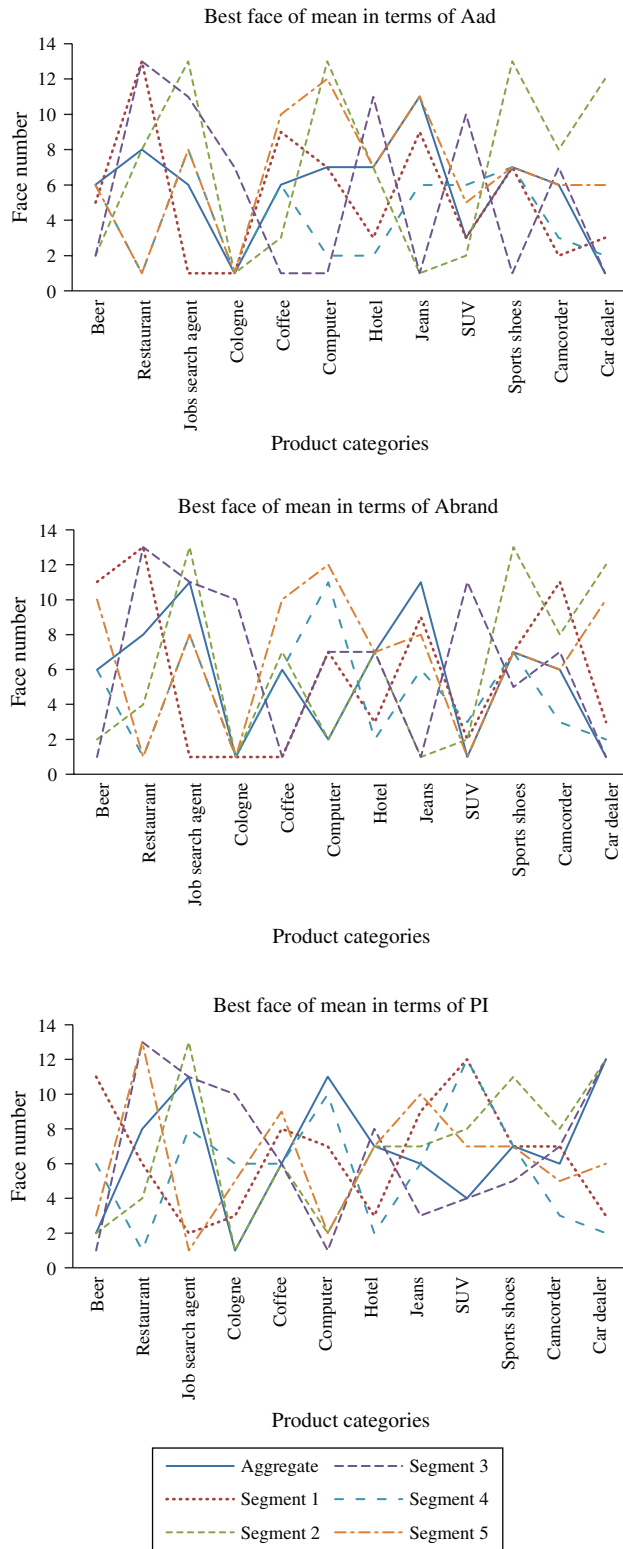 Best face of mean in terms of Aad
14
12
10
8
6
4
2
0
Face number
Beer
Restaurant
Jobs search agent
Cologne
Coffee
Computer
Hotel
Jeans
SUV
Sports shoes
Camcorder
Car dealer
Product categories
Best face of mean in terms of Abrand
14
12
10
8
6
4
2
0
Face number
Beer
Restaurant
Job search agent
Cologne
Coffee
Computer
Hotel
Jeans
SUV
Sports shoes
Camcorder
Car dealer
Product categories
Best face of mean in terms of PI
14
12
10
8
6
4
2
0
Face number
Beer
Restaurant
Job search agent
Cologne
Coffee
Computer
Hotel
Jeans
SUV
Sports shoes
Camcorder
Car dealer
Product categories
Aggregate
Segment 3
Segment 1
Segment 4
Segment 2
Segment 5